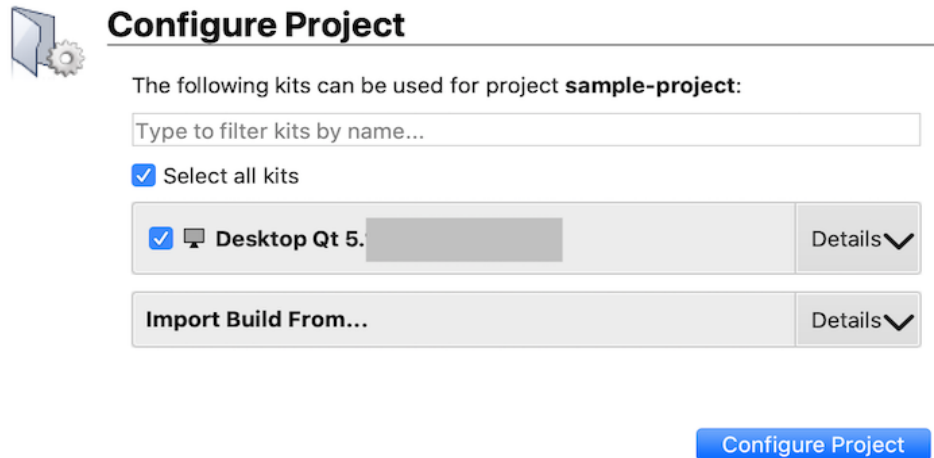 Configure Project
The following kits can be used for project sample-project:
Type to filter kits by name...
Select all kits
Desktop Qt 5.
Details
Import Build From...
Details
Configure Project